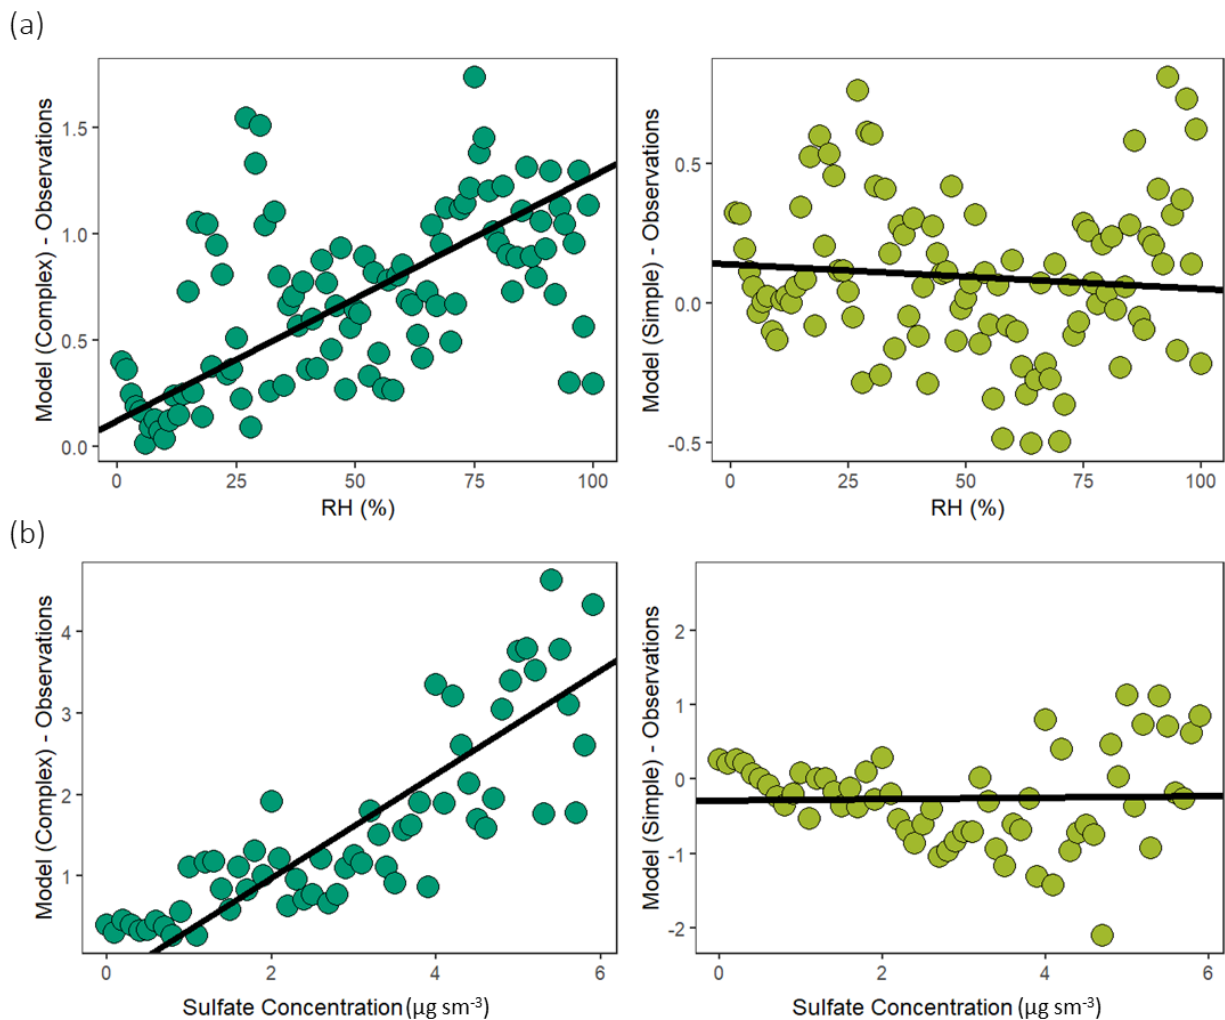 (a)
Model (Complex) - Observations
1.5
1.0
0.5
0.0
0 25 50 75 100
RH (%)
Model (Simple) - Observations
0.5
0.0
-0.5
0 25 50 75 100
RH (%)
(b)
Model (Complex) - Observations
4
3
2
1
0 2 4 6
Sulfate Concentration (µg sm-3)
Model (Simple) - Observations
2
1
0
-1
-2
0 2 4 6
Sulfate Concentration (µg sm-3)